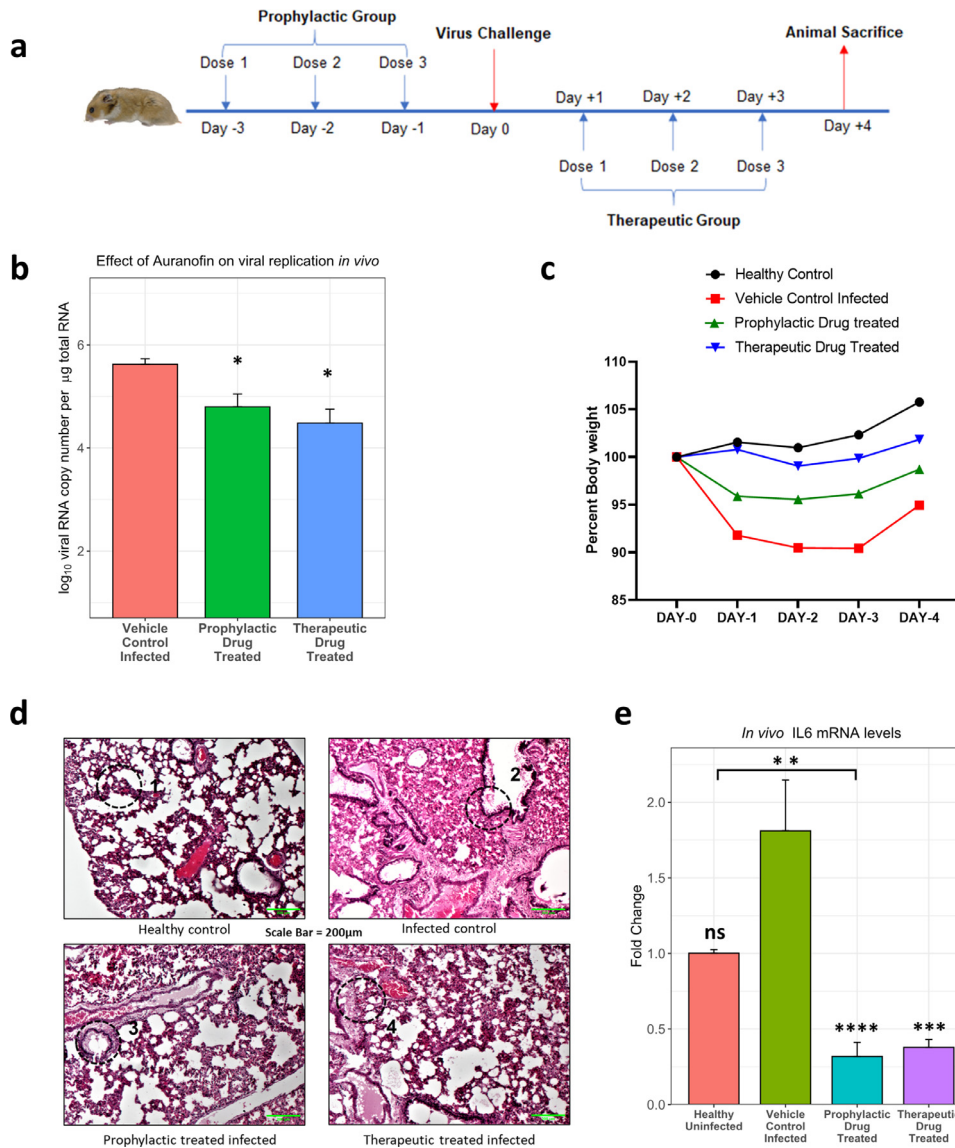 a
Prophylactic Group
Virus Challenge
Animal Sacrifice
Dose 1 Dose 2 Dose 3
Day +1 Day +2 Day +3
Day -3 Day -2 Day -1 Day 0 Day +4
Dose 1 Dose 2 Dose 3
Therapeutic Group
b
Effect of Auranofin on viral replication in vivo
log10 viral RNA copy number per µg total RNA
6
4
2
*
*
Vehicle
Control
Infected
Prophylactic
Drug
Treated
Therapeutic
Drug
Treated
c
Healthy Control
Vehicle Control Infected
Prophylactic Drug treated
Therapeutic Drug Treated
Percent Body weight
110
105
100
95
90
85
DAY-0 DAY-1 DAY-2 DAY-3 DAY-4
d
1
2
Healthy control
Scale Bar = 200µm
Infected control
3
4
Prophylactic treated infected
Therapeutic treated infected
e
In vivo IL6 mRNA levels
Fold Change
2.0
1.5
1.0
0.5
0.0
**
ns
****
***
Healthy
Uninfected
Vehicle
Control
Infected
Prophylactic
Drug
Treated
Therapeutic
Drug
Treated